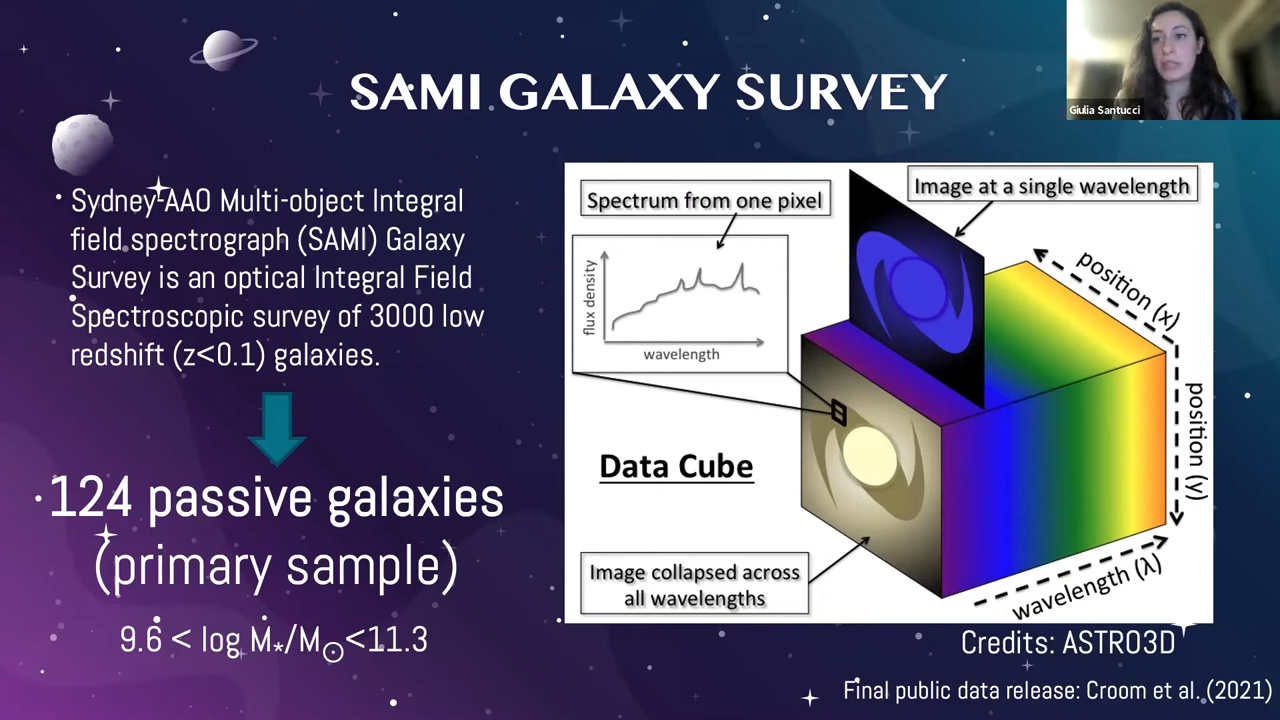 SAMI GALAXY SURVEY
Giulia Santucci
• Sydney-AAO Multi-object Integral
field spectrograph (SAMI) Galaxy
Survey is an optical Integral Field
Spectroscopic survey of 3000 low
redshift (z<0.1) galaxies.
• 124 passive galaxies
(primary sample)
9.6 < log M*/M⊙<11.3
Spectrum from one pixel
Image at a single wavelength
flux density
wavelength
position (x)
position (y)
wavelength (λ)
Data Cube
Image collapsed across
all wavelengths
Credits: ASTRO3D
Final public data release: Croom et al. (2021)